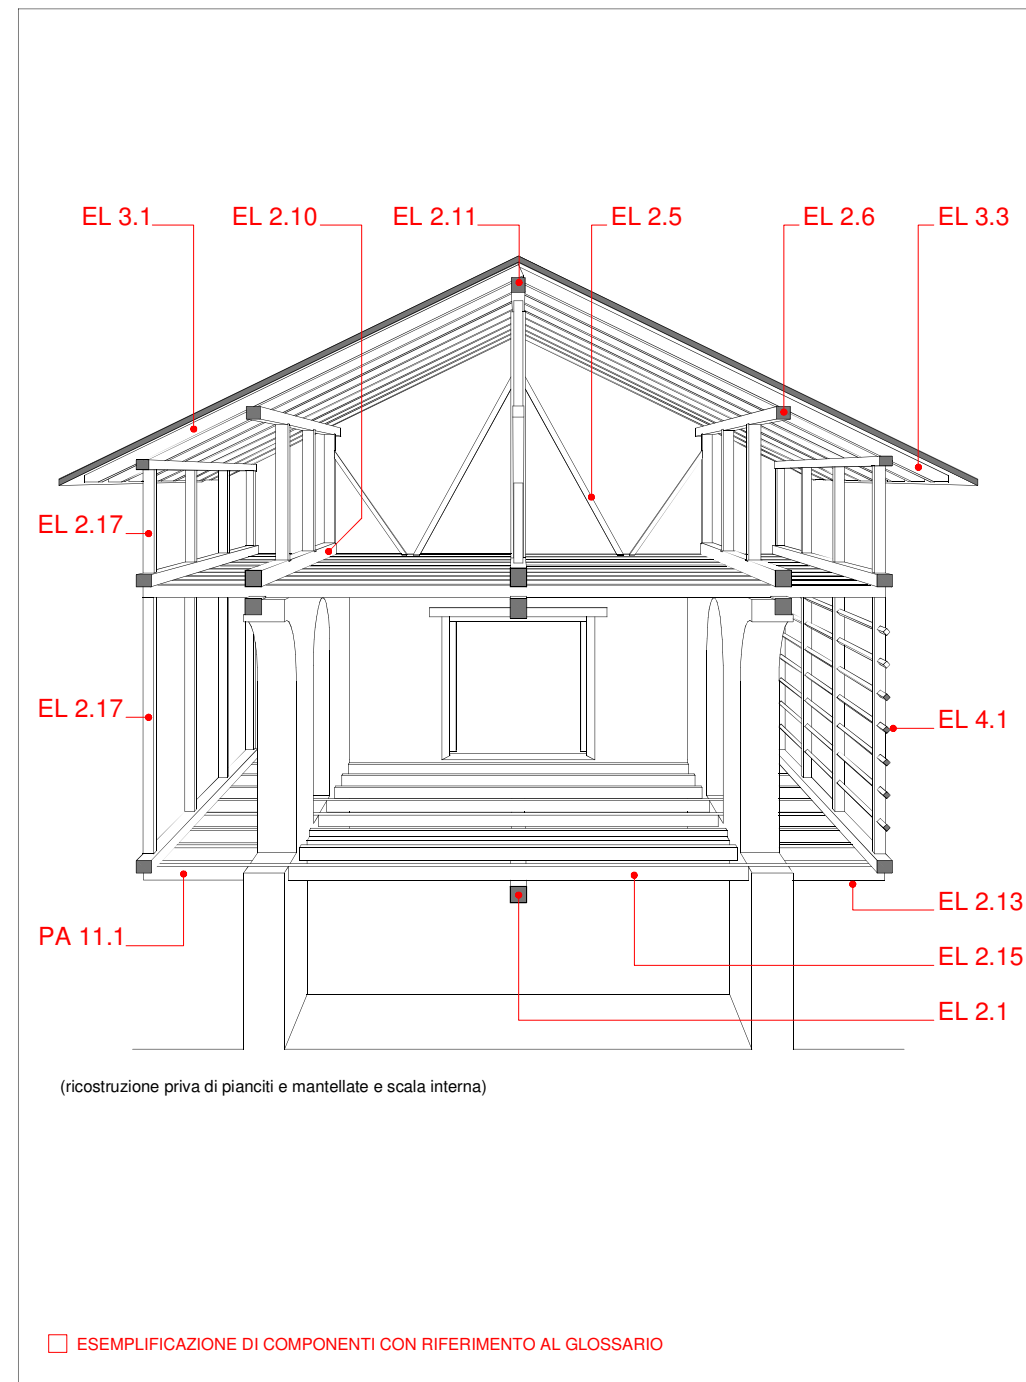 EL 3.1
EL 2.10
EL 2.11
EL 2.5
EL 2.6
EL 3.3
EL 2.17
EL 2.17
EL 4.1
EL 2.13
PA 11.1
EL 2.15
EL 2.1
(ricostruzione priva di pianciti e mantellate e scala interna)
ESEMPLIFICAZIONE DI COMPONENTI CON RIFERIMENTO AL GLOSSARIO